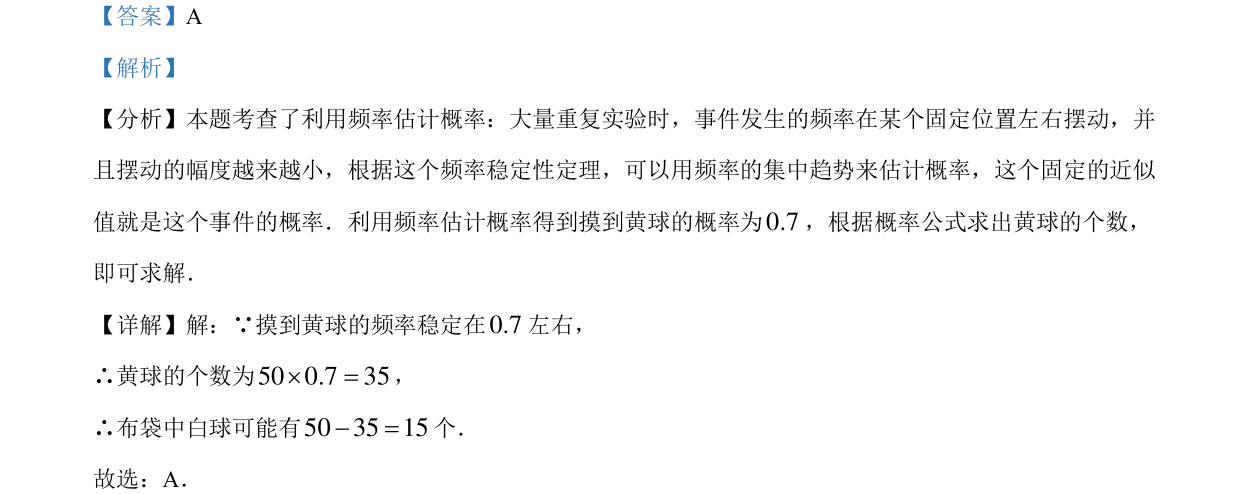 【答案】A
【解析】
【分析】本题考查了利用频率估计概率：大量重复实验时，事件发生的频率在某个固定位置左右摆动，并
且摆动的幅度越来越小，根据这个频率稳定性定理，可以用频率的集中趋势来估计概率，这个固定的近似
值就是这个事件的概率．利用频率估计概率得到摸到黄球的概率为0.7，根据概率公式求出黄球的个数，
即可求解．
【详解】解：∵摸到黄球的频率稳定在0.7左右，
∴黄球的个数为50×0.7=35，
∴布袋中白球可能有50−35=15个．
故选：A．